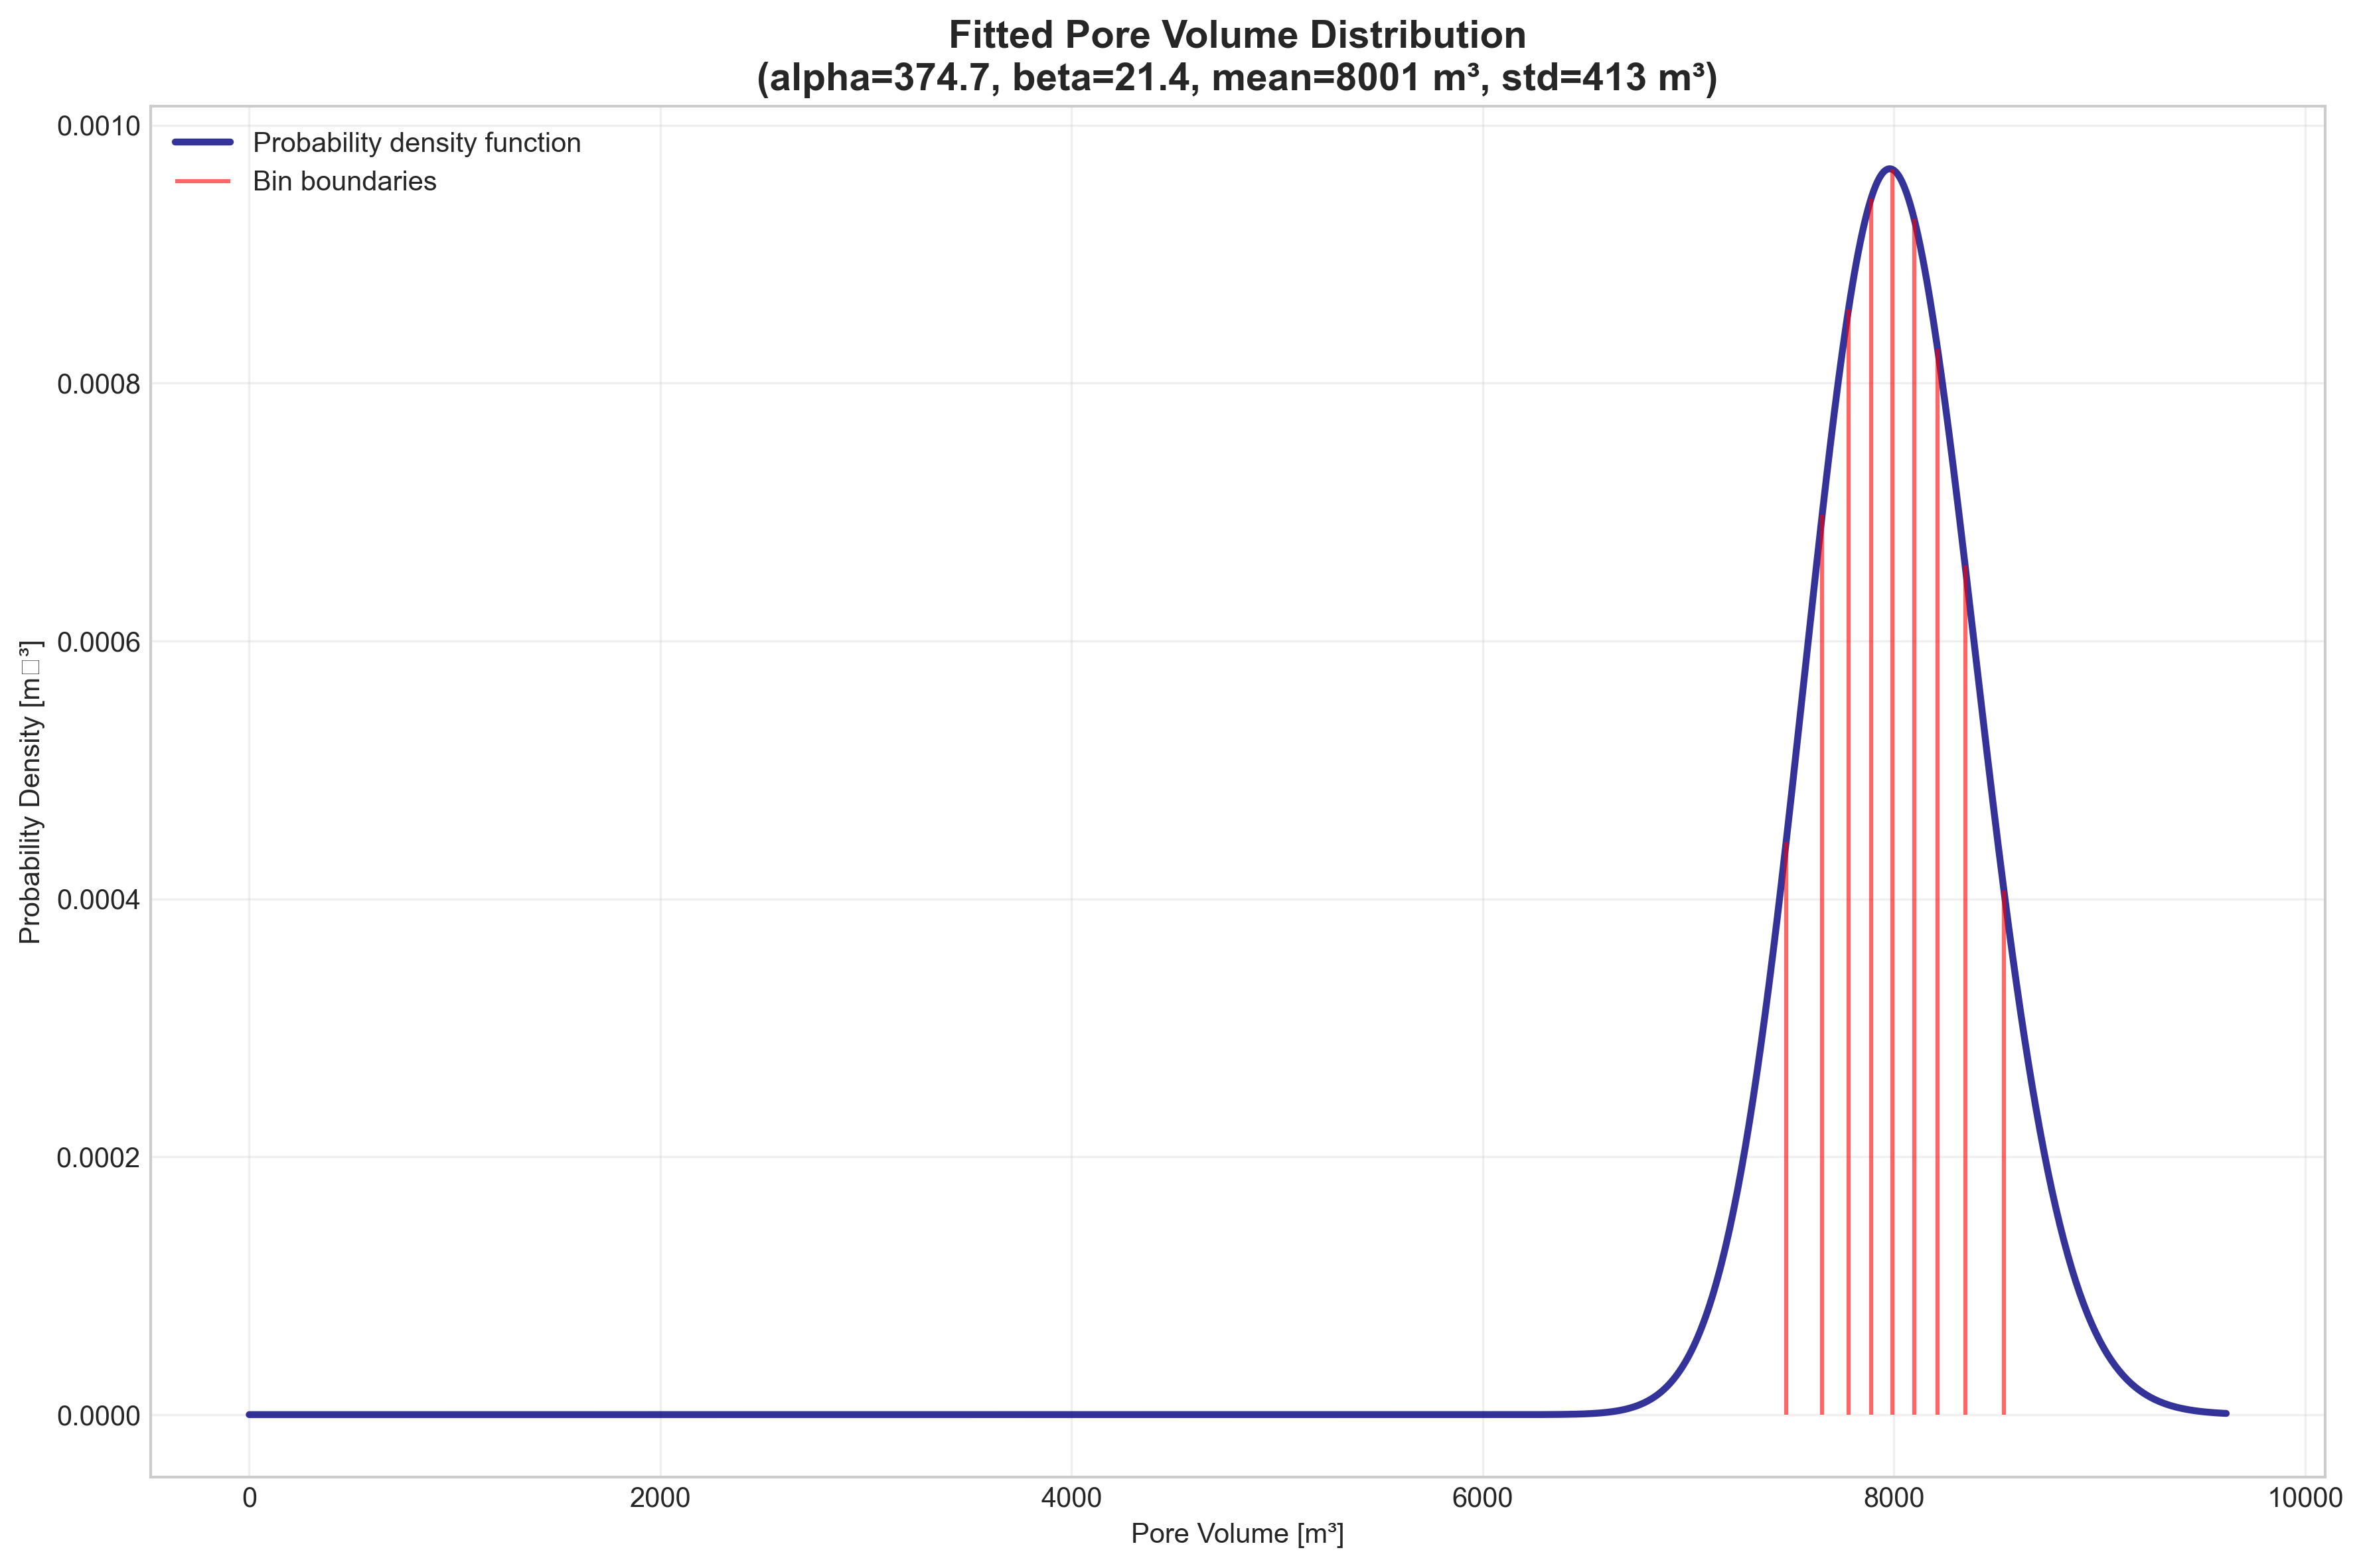 Fitted Pore Volume Distribution
(alpha=374.7, beta=21.4, mean=8001 m³, std=413 m³)
Probability density function
Bin boundaries
0.0010
0.0008
0.0006
0.0004
0.0002
0.0000
Probability Density [m□³]
0 2000 4000 6000 8000 10000
Pore Volume [m³]